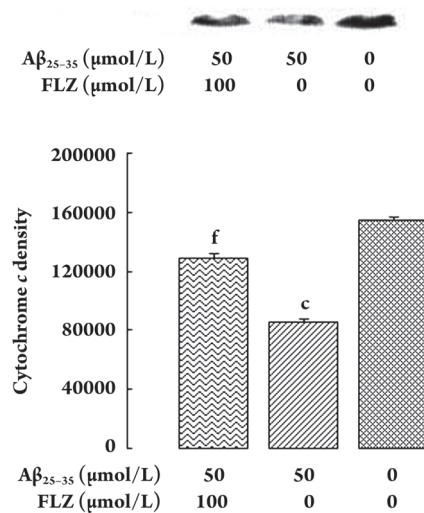 Aβ25–35 (µmol/L) 50 50 0
FLZ (µmol/L) 100 0 0
200000
160000
120000
80000
40000
0
Cytochrome c density
f
c
Aβ25–35 (µmol/L) 50 50 0
FLZ (µmol/L) 100 0 0